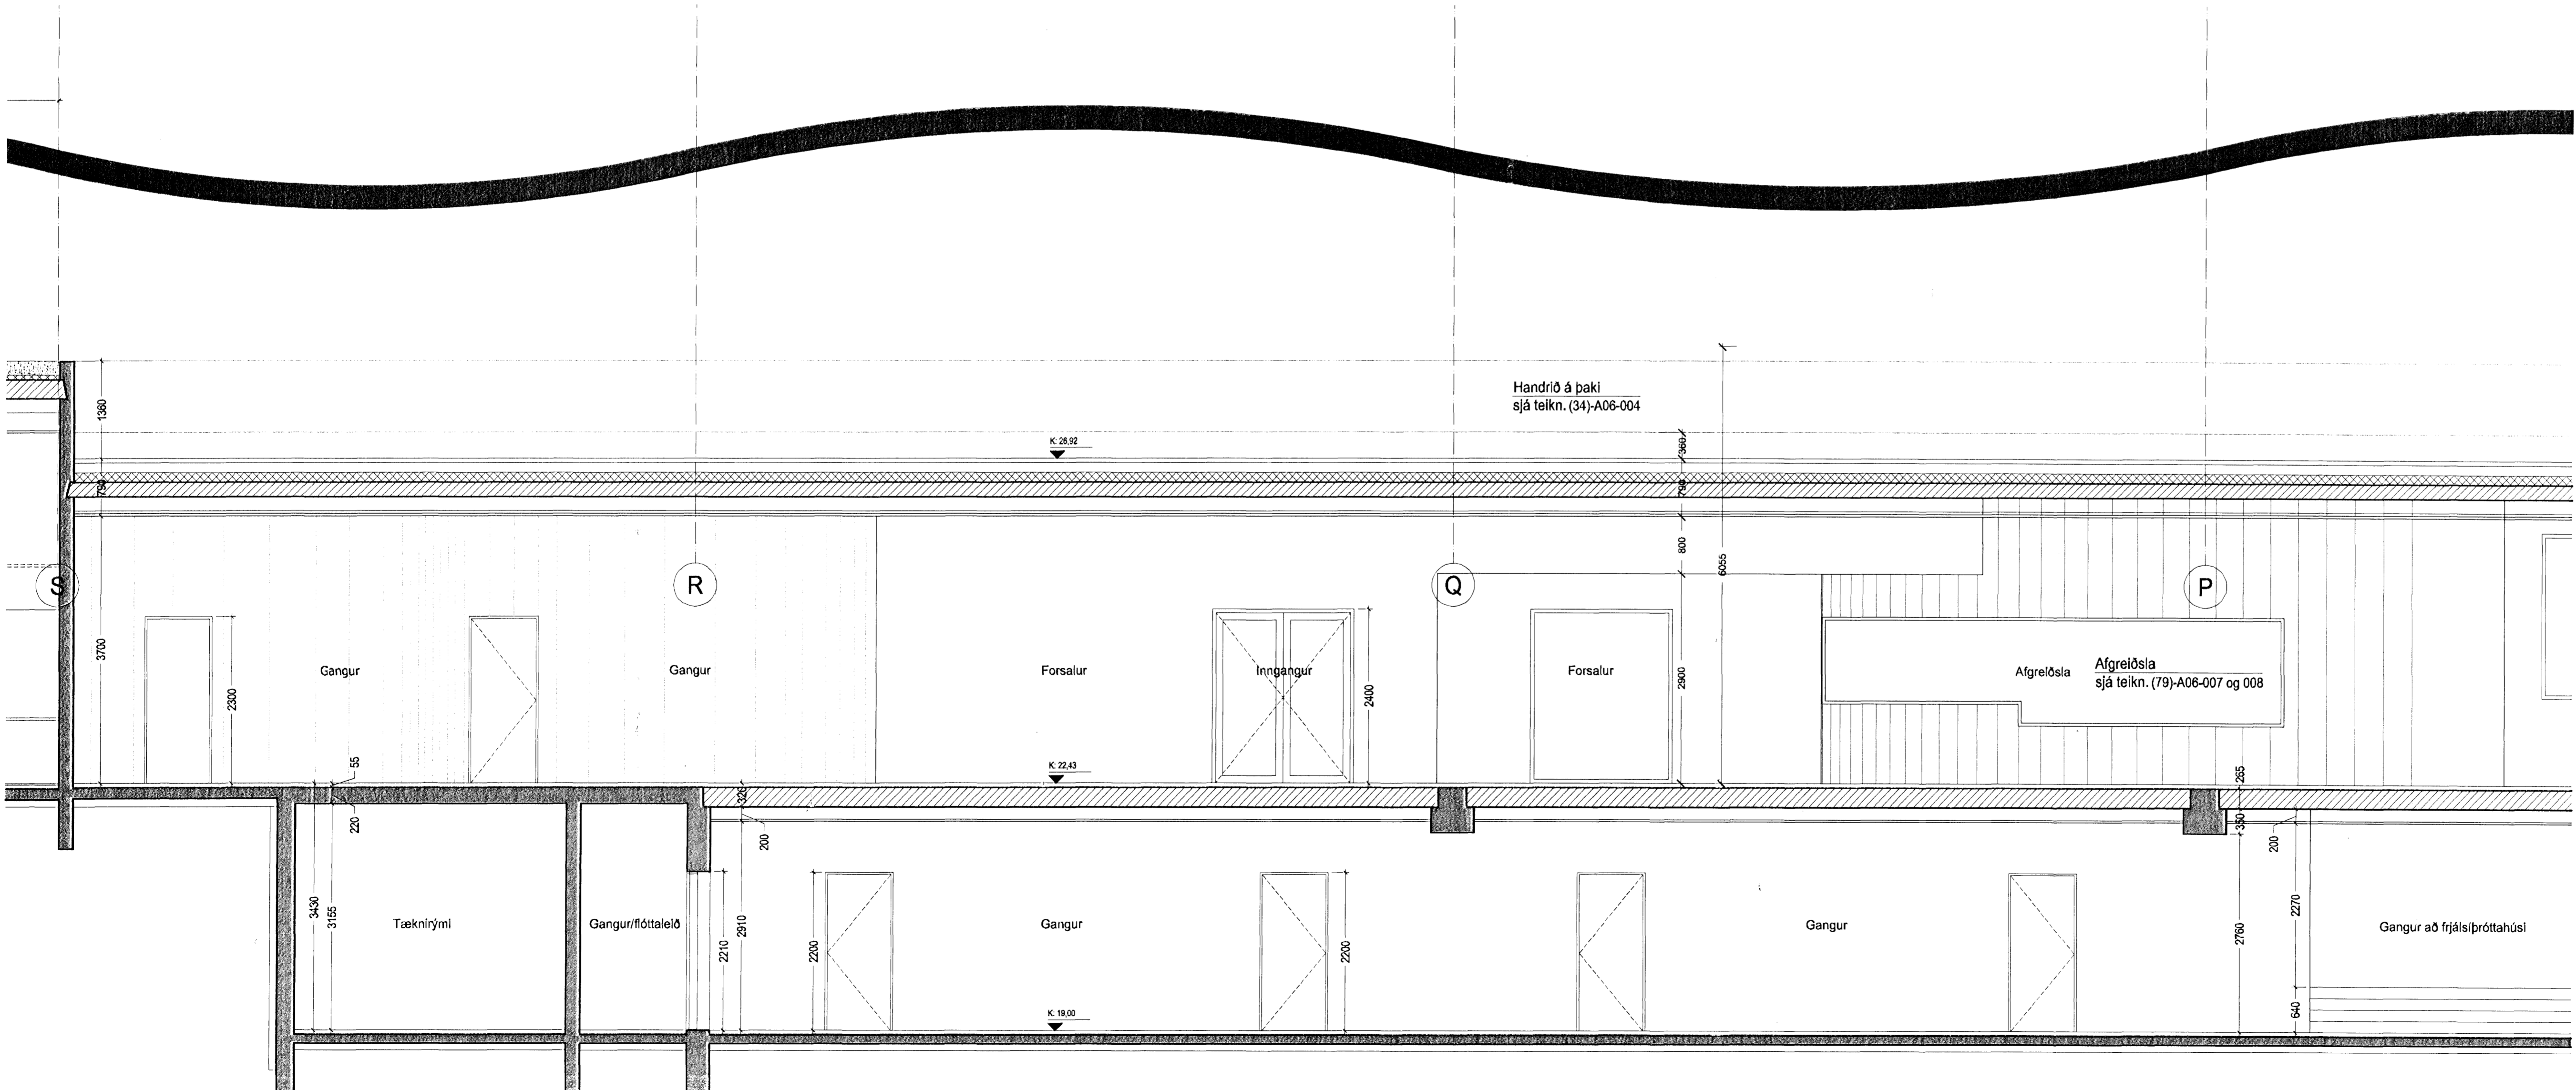 Handrið á þaki
sjá teikn. (34)-A06-004
1360
K: 26,92
360
794
794
800
6055
S
R
Q
P
3700
2300
Gangur
Gangur
Forsalur
Inngangur
2400
Forsalur
2900
Afgreiðsla
Afgreiðsla
sjá teikn. (79)-A06-007 og 008
55
K: 22,43
265
220
326
200
350
200
3430
3155
Tæknirými
Gangur/flóttaleið
2210
2910
2200
Gangur
2200
Gangur
2760
2270
640
Gangur að frjálsíþróttahúsi
K: 19,00